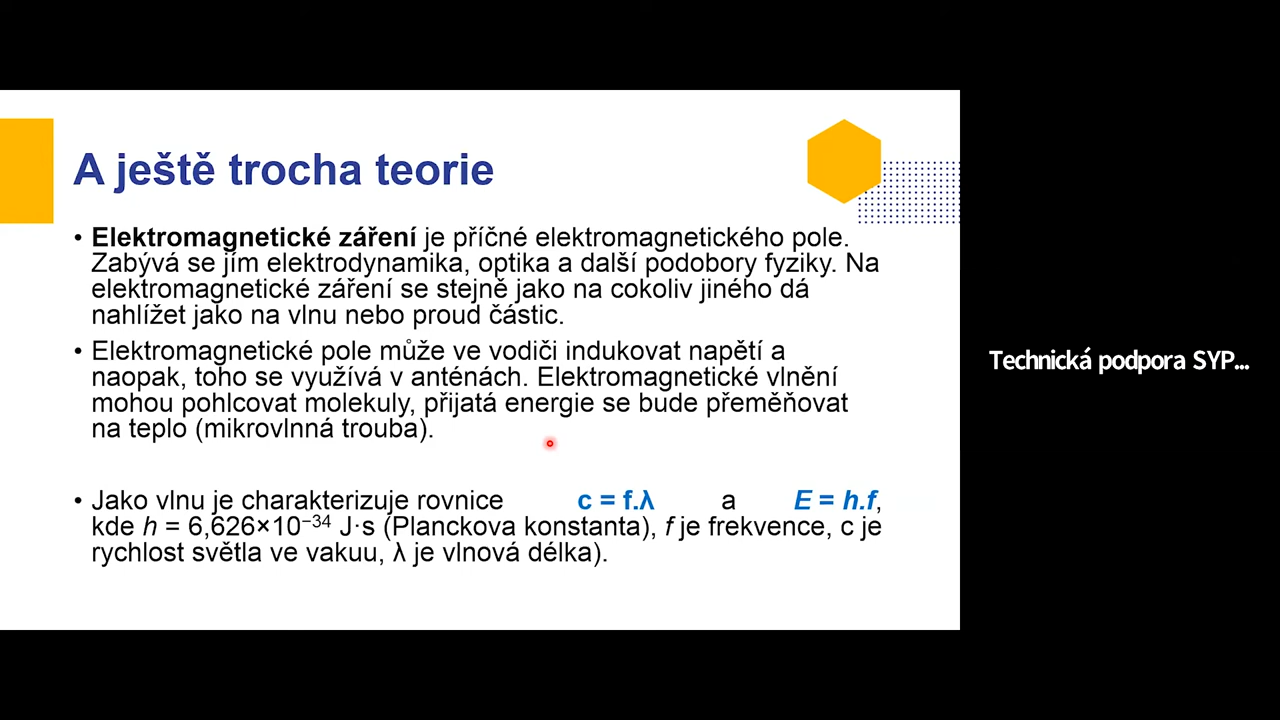 A ještě trocha teorie
• Elektromagnetické záření je příčné elektromagnetického pole.
Zabývá se jím elektrodynamika, optika a další podobory fyziky. Na
elektromagnetické záření se stejně jako na cokoliv jiného dá
nahlížet jako na vlnu nebo proud částic.
• Elektromagnetické pole může ve vodiči indukovat napětí a
naopak, toho se využívá v anténách. Elektromagnetické vlnění
mohou pohlcovat molekuly, přijatá energie se bude přeměňovat
na teplo (mikrovlnná trouba).
• Jako vlnu je charakterizuje rovnice c = f.λ a E = h.f,
kde h = 6,626×10⁻³⁴ J·s (Planckova konstanta), f je frekvence, c je
rychlost světla ve vakuu, λ je vlnová délka).
Technická podpora SYP...